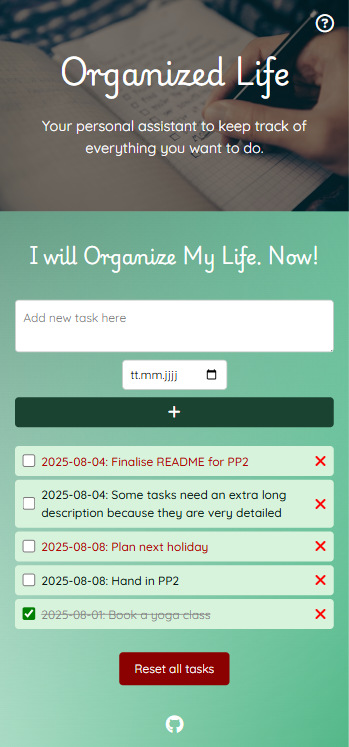 Organized Life
Your personal assistant to keep track of
everything you want to do.
I will Organize My Life. Now!
Add new task here
tt.mm.jjjj
2025-08-04: Finalise README for PP2
2025-08-04: Some tasks need an extra long
description because they are very detailed
2025-08-08: Plan next holiday
2025-08-08: Hand in PP2
2025-08-01: Book a yoga class
Reset all tasks